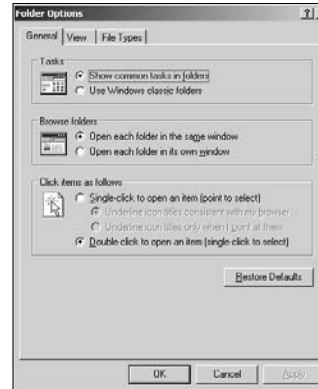 Folder Options
General View File Types
Tasks
Show common tasks in folders
Use Windows classic folders
Browse folders
Open each folder in the same window
Open each folder in its own window
Click items as follows
Single-click to open an item (point to select)
Underline icon titles consistent with my browser
Underline icon titles only when I point at them
Double-click to open an item (single-click to select)
Restore Defaults
OK Cancel Apply